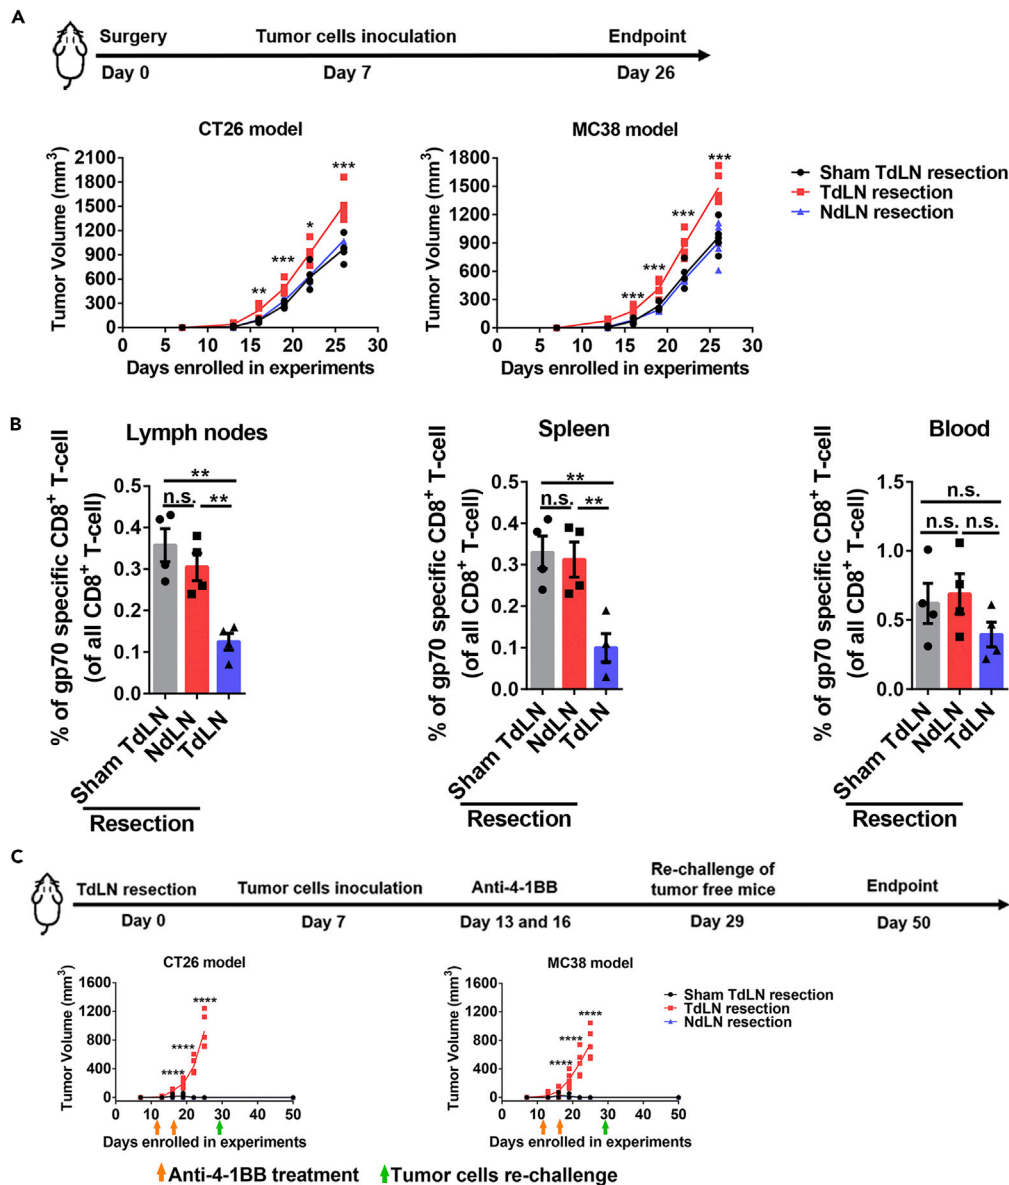 A
Surgery Tumor cells inoculation Endpoint
Day 0 Day 7 Day 26
CT26 model
Tumor Volume (mm³)
2100
1800
1500
1200
900
600
300
0
0 5 10 15 20 25 30
Days enrolled in experiments
** *** * ***
MC38 model
Tumor Volume (mm³)
1800
1500
1200
900
600
300
0
0 5 10 15 20 25 30
Days enrolled in experiments
*** *** *** ***
Sham TdLN resection
TdLN resection
NdLN resection
B
Lymph nodes
% of gp70 specific CD8⁺ T-cell
(of all CD8⁺ T-cell)
0.5
0.4
0.3
0.2
0.1
0.0
**
n.s. **
Sham TdLN
NdLN
TdLN
Resection
Spleen
% of gp70 specific CD8⁺ T-cell
(of all CD8⁺ T-cell)
0.5
0.4
0.3
0.2
0.1
0.0
**
n.s. **
Sham TdLN
NdLN
TdLN
Resection
Blood
% of gp70 specific CD8⁺ T-cell
(of all CD8⁺ T-cell)
1.5
1.0
0.5
0.0
n.s.
n.s. n.s.
Sham TdLN
NdLN
TdLN
Resection
C
TdLN resection Tumor cells inoculation Anti-4-1BB Re-challenge of
tumor free mice Endpoint
Day 0 Day 7 Day 13 and 16 Day 29 Day 50
CT26 model
Tumor Volume (mm³)
1600
1200
800
400
0
0 10 20 30 40 50
Days enrolled in experiments
**** **** ****
MC38 model
Tumor Volume (mm³)
1600
1200
800
400
0
0 10 20 30 40 50
Days enrolled in experiments
**** **** ****
Sham TdLN resection
TdLN resection
NdLN resection
Anti-4-1BB treatment Tumor cells re-challenge